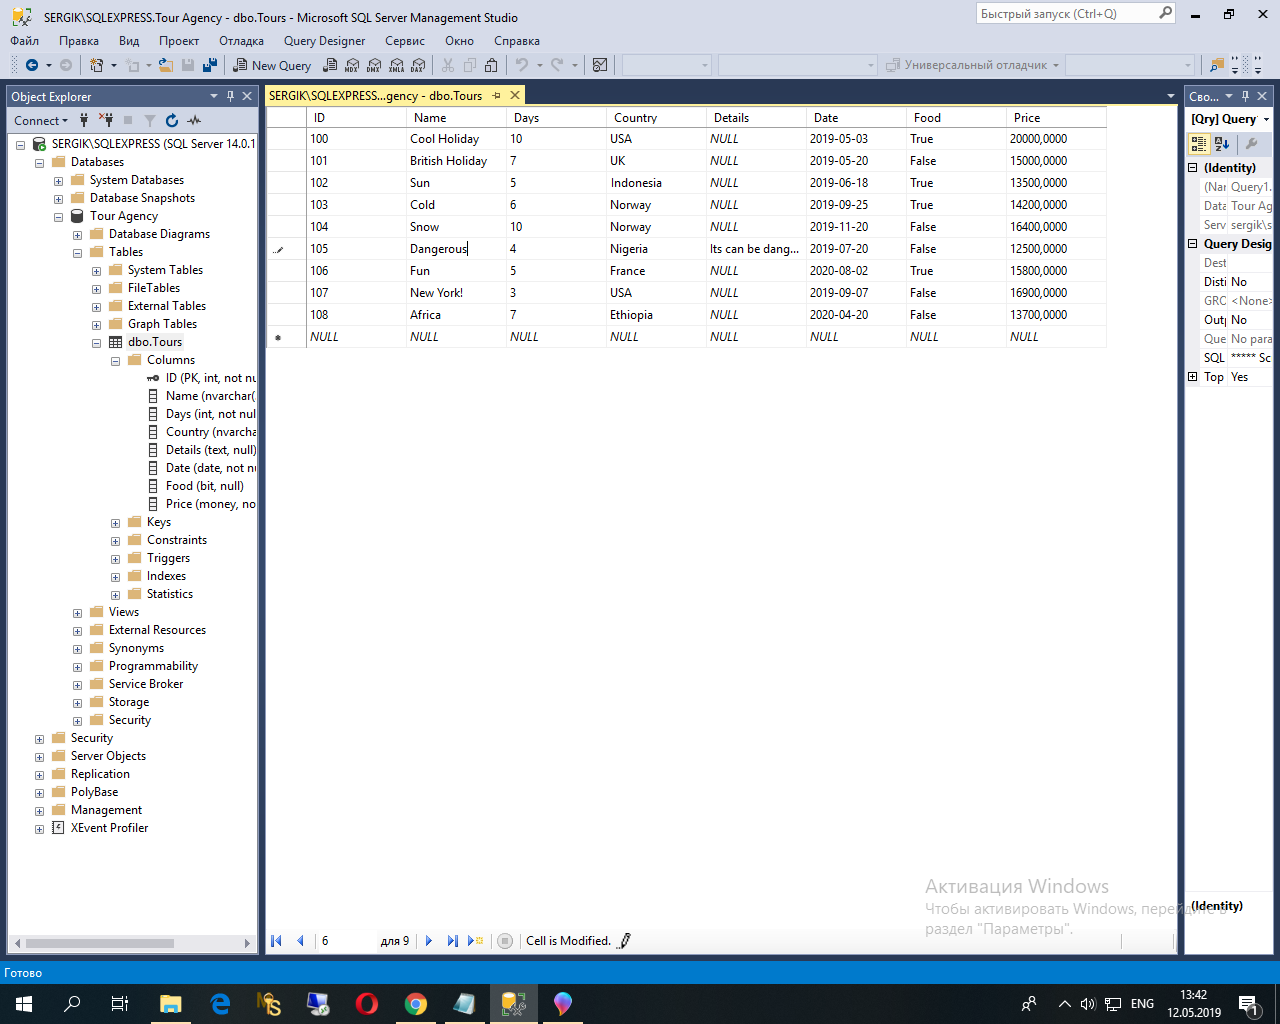 SERGIK\SQLEXPRESS.Tour Agency - dbo.Tours - Microsoft SQL Server Management Studio
Быстрый запуск (Ctrl+Q)
Файл Правка Вид Проект Отладка Query Designer Сервис Окно Справка
New Query MDX DMX XMLA DAX Универсальный отладчик
Object Explorer
Connect
SERGIK\SQLEXPRESS (SQL Server 14.0.1
Databases
System Databases
Database Snapshots
Tour Agency
Database Diagrams
Tables
System Tables
FileTables
External Tables
Graph Tables
dbo.Tours
Columns
ID (PK, int, not nu
Name (nvarchar(
Days (int, not nul
Country (nvarcha
Details (text, null)
Date (date, not nu
Food (bit, null)
Price (money, no
Keys
Constraints
Triggers
Indexes
Statistics
Views
External Resources
Synonyms
Programmability
Service Broker
Storage
Security
Security
Server Objects
Replication
PolyBase
Management
XEvent Profiler
SERGIK\SQLEXPRESS...gency - dbo.Tours
ID Name Days Country Details Date Food Price
100 Cool Holiday 10 USA NULL 2019-05-03 True 20000,0000
101 British Holiday 7 UK NULL 2019-05-20 False 15000,0000
102 Sun 5 Indonesia NULL 2019-06-18 True 13500,0000
103 Cold 6 Norway NULL 2019-09-25 True 14200,0000
104 Snow 10 Norway NULL 2019-11-20 False 16400,0000
105 Dangerous 4 Nigeria Its can be dang... 2019-07-20 False 12500,0000
106 Fun 5 France NULL 2020-08-02 True 15800,0000
107 New York! 3 USA NULL 2019-09-07 False 16900,0000
108 Africa 7 Ethiopia NULL 2020-04-20 False 13700,0000
NULL NULL NULL NULL NULL NULL NULL NULL
6 для 9 Cell is Modified.
Сво...
[Qry] Query
(Identity)
(Nar Query1.
Data Tour Ag
Serv sergik\s
Query Desig
Dest
Disti No
GRO <None>
Outp No
Que No para
SQL ***** Sc
Top Yes
(Identity)
Активация Windows
Чтобы активировать Windows, перейдите в
раздел "Параметры".
Готово
ENG
13:42
12.05.2019
1